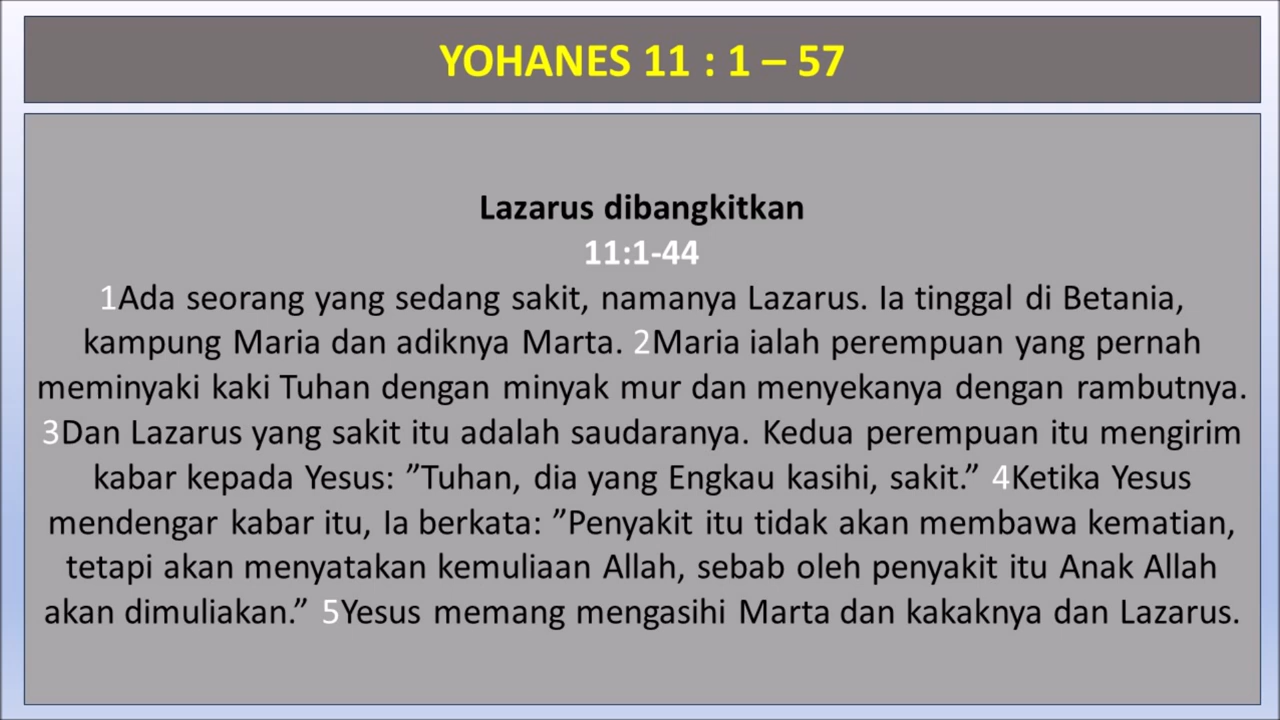 YOHANES 11 : 1 – 57
Lazarus dibangkitkan
11:1-44
1Ada seorang yang sedang sakit, namanya Lazarus. Ia tinggal di Betania,
kampung Maria dan adiknya Marta. 2Maria ialah perempuan yang pernah
meminyaki kaki Tuhan dengan minyak mur dan menyekanya dengan rambutnya.
3Dan Lazarus yang sakit itu adalah saudaranya. Kedua perempuan itu mengirim
kabar kepada Yesus: ”Tuhan, dia yang Engkau kasihi, sakit.” 4Ketika Yesus
mendengar kabar itu, Ia berkata: ”Penyakit itu tidak akan membawa kematian,
tetapi akan menyatakan kemuliaan Allah, sebab oleh penyakit itu Anak Allah
akan dimuliakan.” 5Yesus memang mengasihi Marta dan kakaknya dan Lazarus.